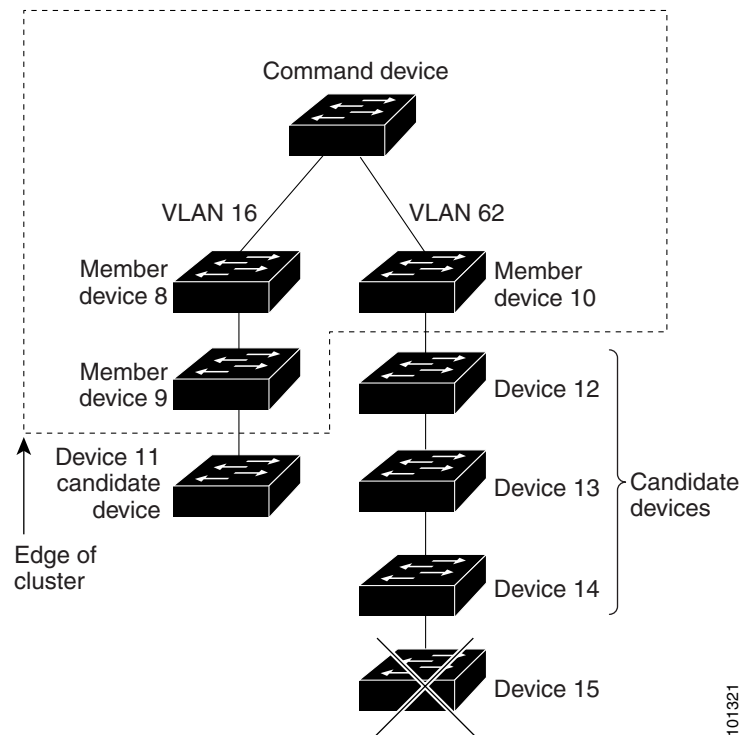 Command device
VLAN 16
VLAN 62
Member
device 8
Member
device 10
Member
device 9
Device 12
Device 11
candidate
device
Device 13
Candidate
devices
Edge of
cluster
Device 14
Device 15
101321